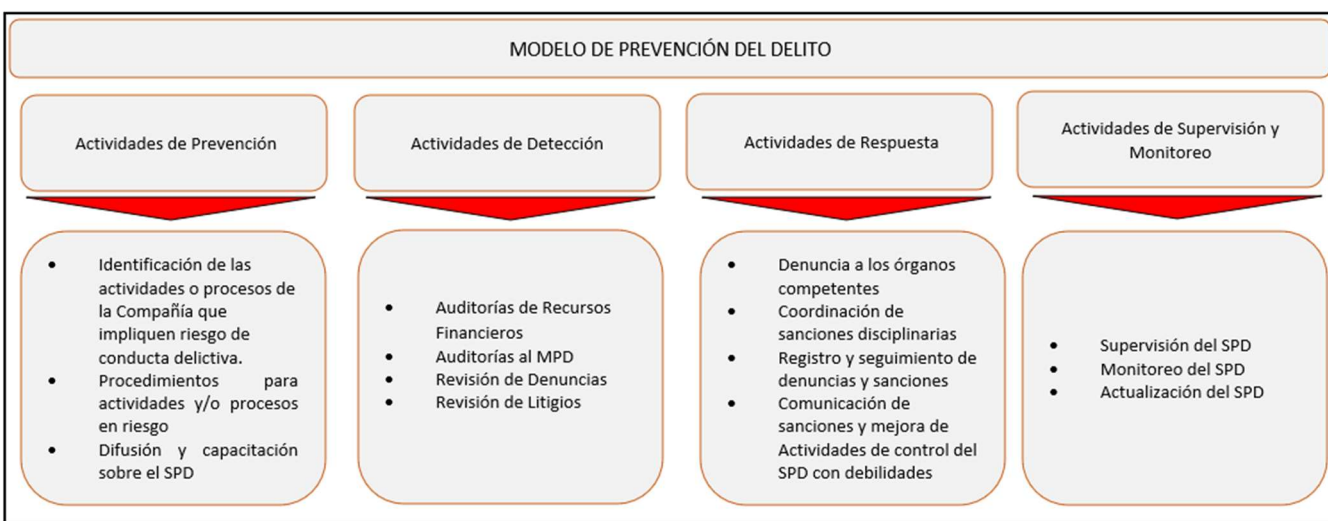 MODELO DE PREVENCIÓN DEL DELITO
Actividades de Prevención
Actividades de Detección
Actividades de Respuesta
Actividades de Supervisión y
Monitoreo
• Identificación de las
actividades o procesos de
la Compañía que
impliquen riesgo de
conducta delictiva.
• Procedimientos para
actividades y/o procesos
en riesgo
• Difusión y capacitación
sobre el SPD
• Auditorías de Recursos
Financieros
• Auditorías al MPD
• Revisión de Denuncias
• Revisión de Litigios
• Denuncia a los órganos
competentes
• Coordinación de
sanciones disciplinarias
• Registro y seguimiento de
denuncias y sanciones
• Comunicación de
sanciones y mejora de
Actividades de control del
SPD con debilidades
• Supervisión del SPD
• Monitoreo del SPD
• Actualización del SPD